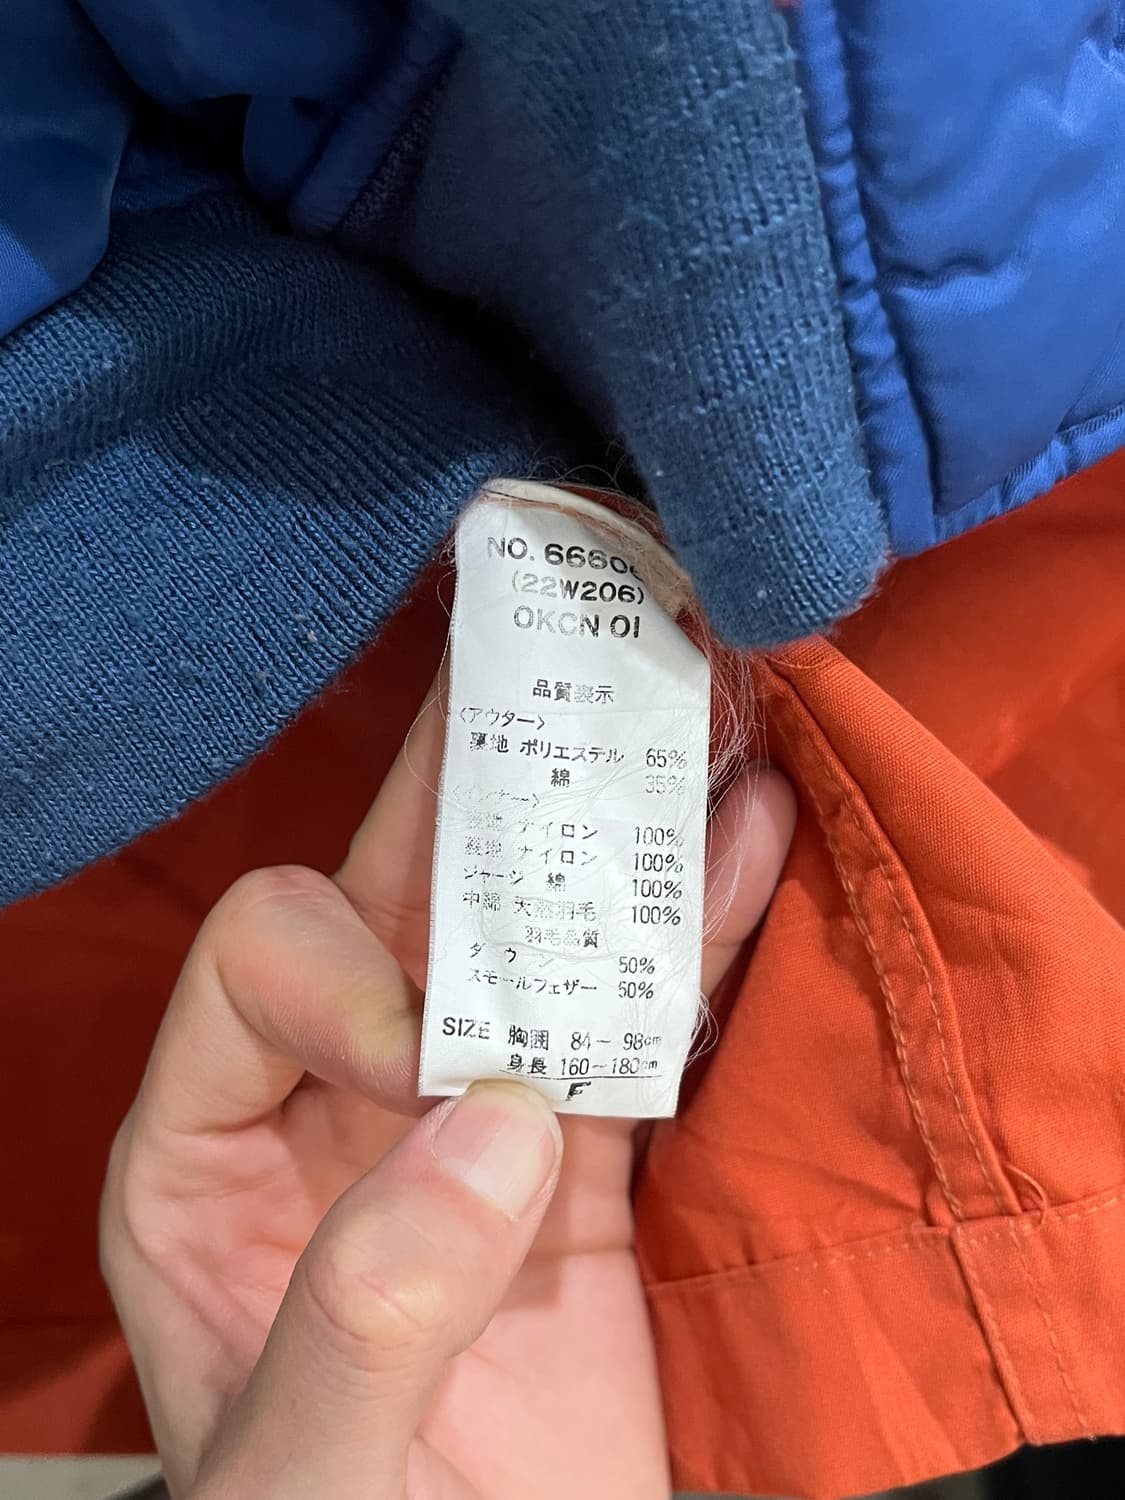 NO. 6660
(22W206)
OKCN 01
品質表示
〈アウター〉
裏地 ポリエステル 65%
綿 35%
ナイロン 100%
裏地 ナイロン 100%
ジャージ 綿 100%
中綿 天然羽毛 100%
羽毛品質
ダウン 50%
スモールフェザー 50%
SIZE 胸囲 84～98cm
身長 160～180cm
F